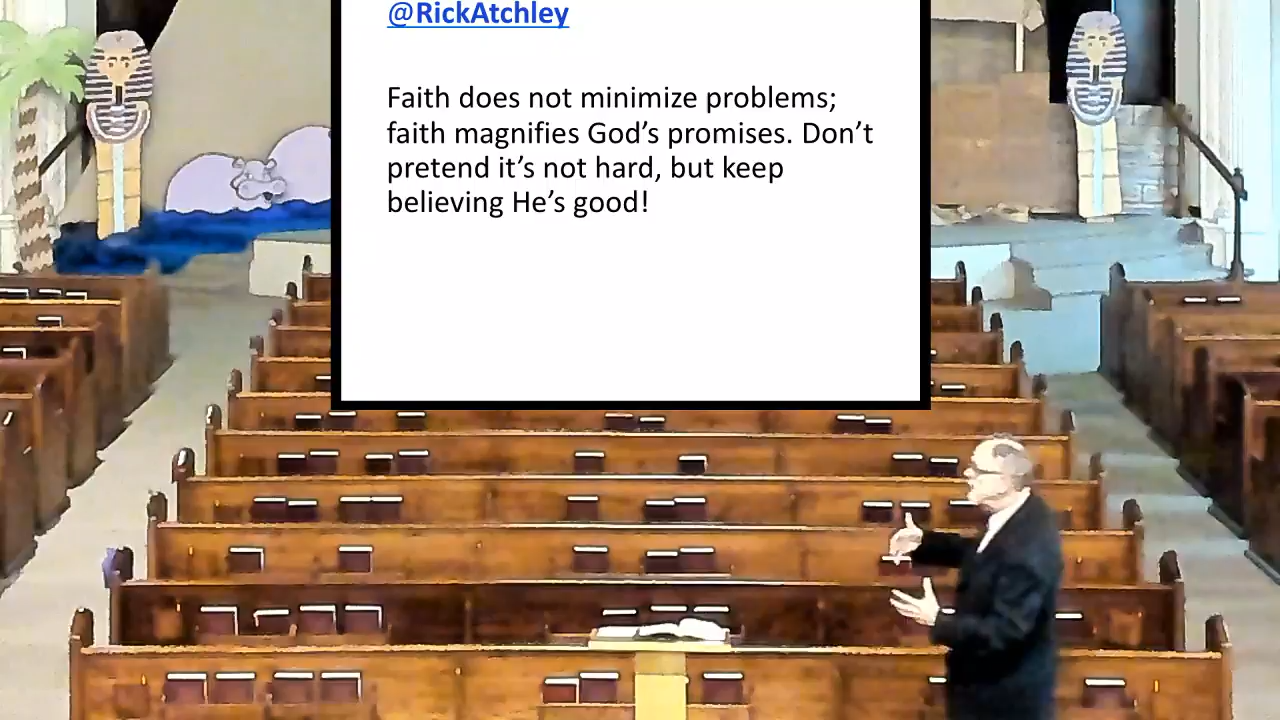 @RickAtchley
Faith does not minimize problems;
faith magnifies God’s promises. Don’t
pretend it’s not hard, but keep
believing He’s good!